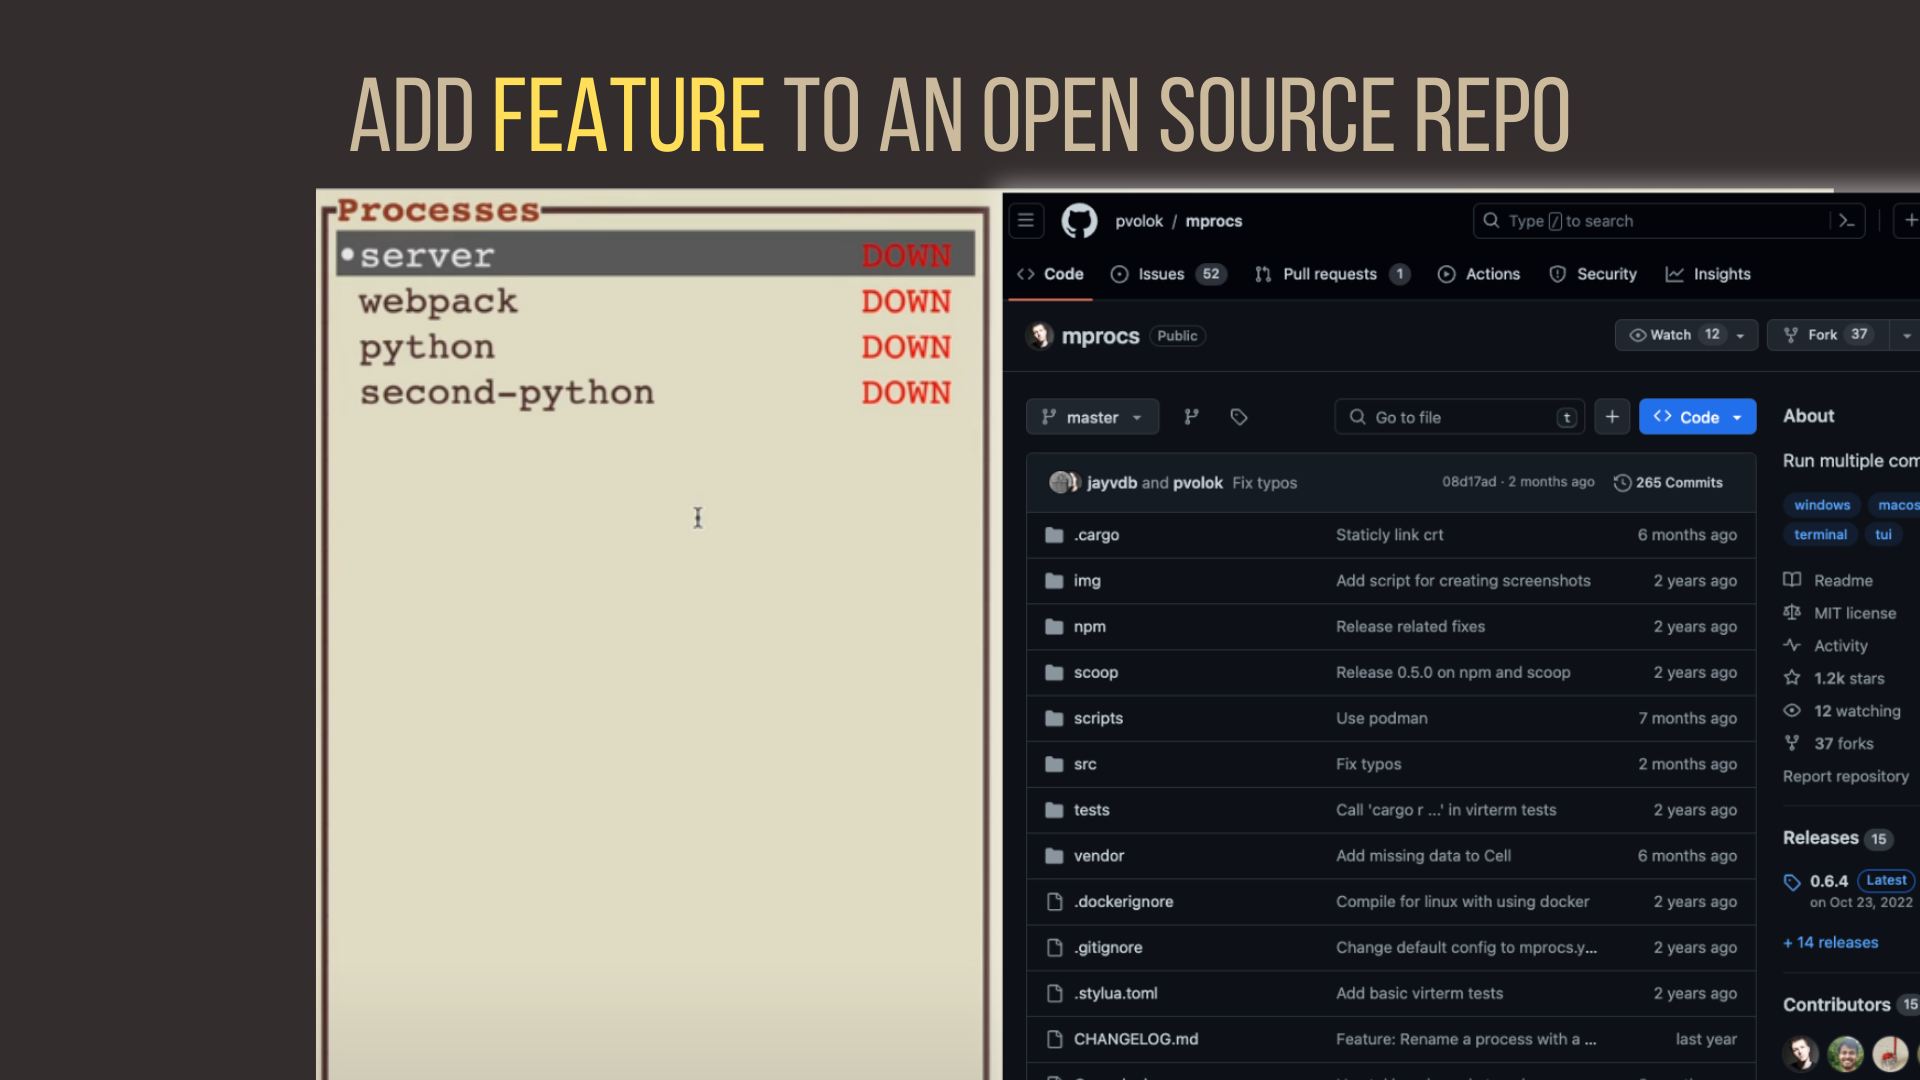 ADD FEATURE TO AN OPEN SOURCE REPO
Processes
•server DOWN
webpack DOWN
python DOWN
second-python DOWN
pvolok / mprocs
Type / to search
Code Issues 52 Pull requests 1 Actions Security Insights
mprocs Public
Watch 12 Fork 37
master Go to file t + Code
jayvdb and pvolok Fix typos 08d17ad · 2 months ago 265 Commits
.cargo Staticly link crt 6 months ago
img Add script for creating screenshots 2 years ago
npm Release related fixes 2 years ago
scoop Release 0.5.0 on npm and scoop 2 years ago
scripts Use podman 7 months ago
src Fix typos 2 months ago
tests Call 'cargo r ...' in virterm tests 2 years ago
vendor Add missing data to Cell 6 months ago
.dockerignore Compile for linux with using docker 2 years ago
.gitignore Change default config to mprocs.y... 2 years ago
.stylua.toml Add basic virterm tests 2 years ago
CHANGELOG.md Feature: Rename a process with a ... last year
About
Run multiple com
windows macos
terminal tui
Readme
MIT license
Activity
1.2k stars
12 watching
37 forks
Report repository
Releases 15
0.6.4 Latest
on Oct 23, 2022
+ 14 releases
Contributors 15